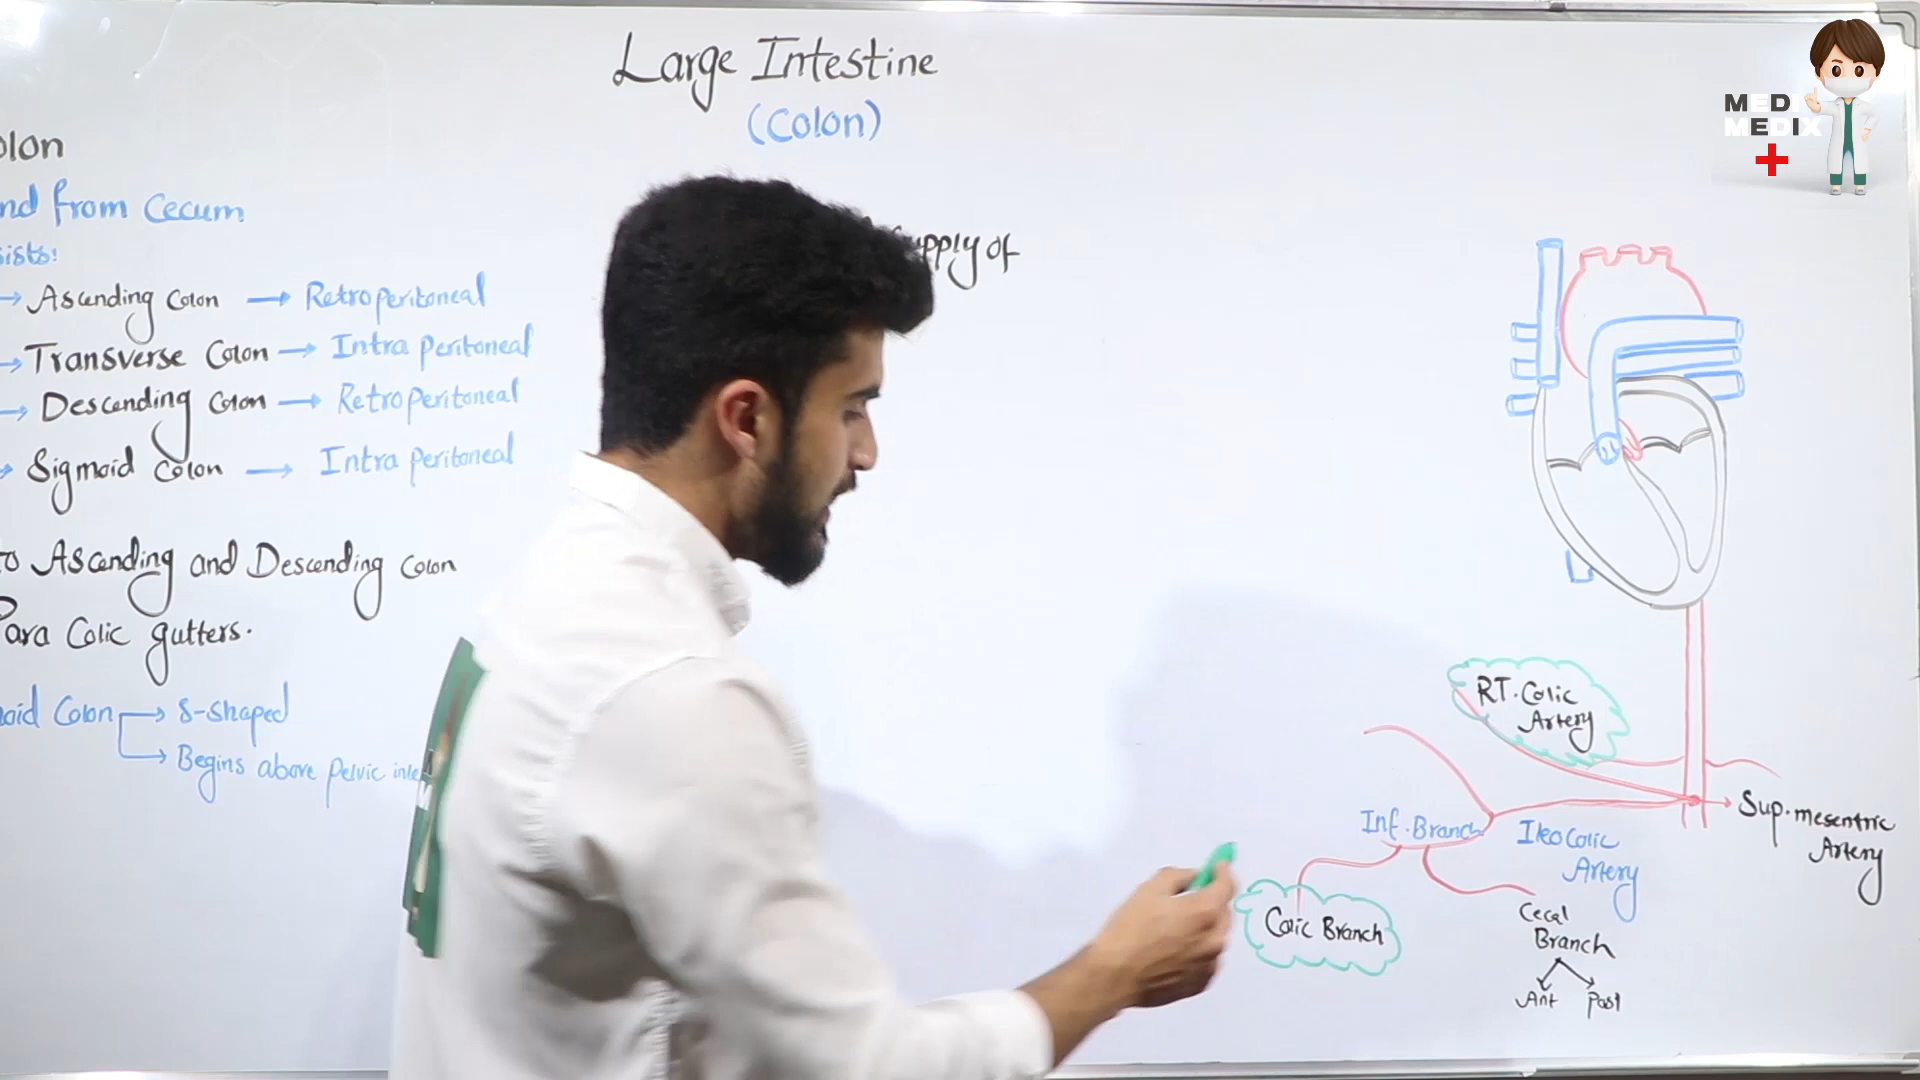 Large Intestine
(Colon)
MEDI
MEDIX
olon
nd from Cecum
sists:
→ Ascending Colon → Retroperitoneal
→ Transverse Colon → Intra peritoneal
→ Descending Colon → Retroperitoneal
→ Sigmoid Colon → Intra peritoneal
to Ascending and Descending Colon
Para Colic gutters.
oid Colon → S-shaped
→ Begins above pelvic inle
upply of
RT. Colic
Artery
Sup. mesentric
Artery
Inf. Branch
Ileo Colic
Artery
Colic Branch
Cecal
Branch
Ant Post